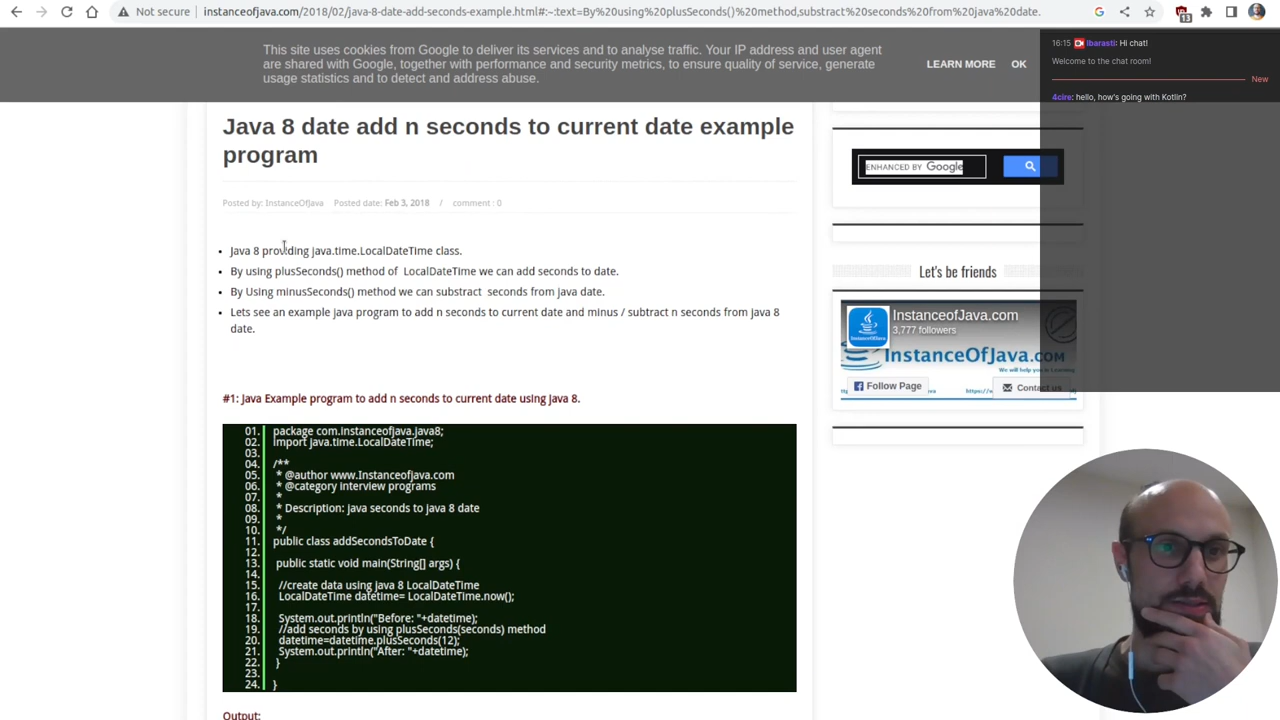 Not secure
instanceofjava.com/2018/02/java-8-date-add-seconds-example.html#:~:text=By%20using%20plusSeconds()%20method,substract%20seconds%20from%20java%20date.
13
This site uses cookies from Google to deliver its services and to analyse traffic. Your IP address and user agent
are shared with Google, together with performance and security metrics, to ensure quality of service, generate
usage statistics and to detect and address abuse.
LEARN MORE
OK
16:15 lbarasti: Hi chat!
Welcome to the chat room!
New
4cire: hello, how's going with Kotlin?
Java 8 date add n seconds to current date example
program
Posted by: InstanceOfJava Posted date: Feb 3, 2018 / comment : 0
Java 8 providing java.time.LocalDateTime class.
By using plusSeconds() method of LocalDateTime we can add seconds to date.
By Using minusSeconds() method we can substract seconds from java date.
Lets see an example java program to add n seconds to current date and minus / subtract n seconds from java 8
date.
#1: Java Example program to add n seconds to current date using java 8.
01. package com.instanceofjava.java8;
02. import java.time.LocalDateTime;
03.
04. /**
05. * @author www.Instanceofjava.com
06. * @category interview programs
07. *
08. * Description: java seconds to java 8 date
09. *
10. */
11. public class addSecondsToDate {
12.
13. public static void main(String[] args) {
14.
15. //create data using java 8 LocalDateTime
16. LocalDateTime datetime= LocalDateTime.now();
17.
18. System.out.println("Before: "+datetime);
19. //add seconds by using plusSeconds(seconds) method
20. datetime=datetime.plusSeconds(12);
21. System.out.println("After: "+datetime);
22. }
23.
24. }
Output:
ENHANCED BY Google
Let's be friends
InstanceofJava.com
3,777 followers
InstanceOfJava.com
We will help you in Learning
Follow Page
Contact us